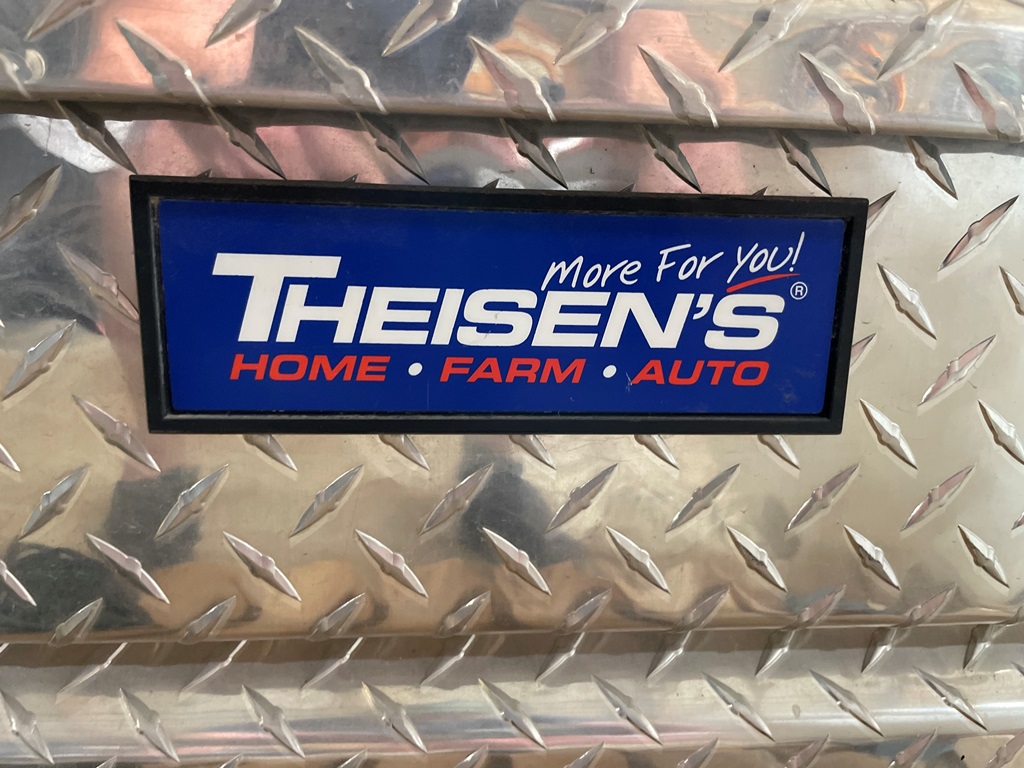 More For You!
THEISEN'S®
HOME • FARM • AUTO